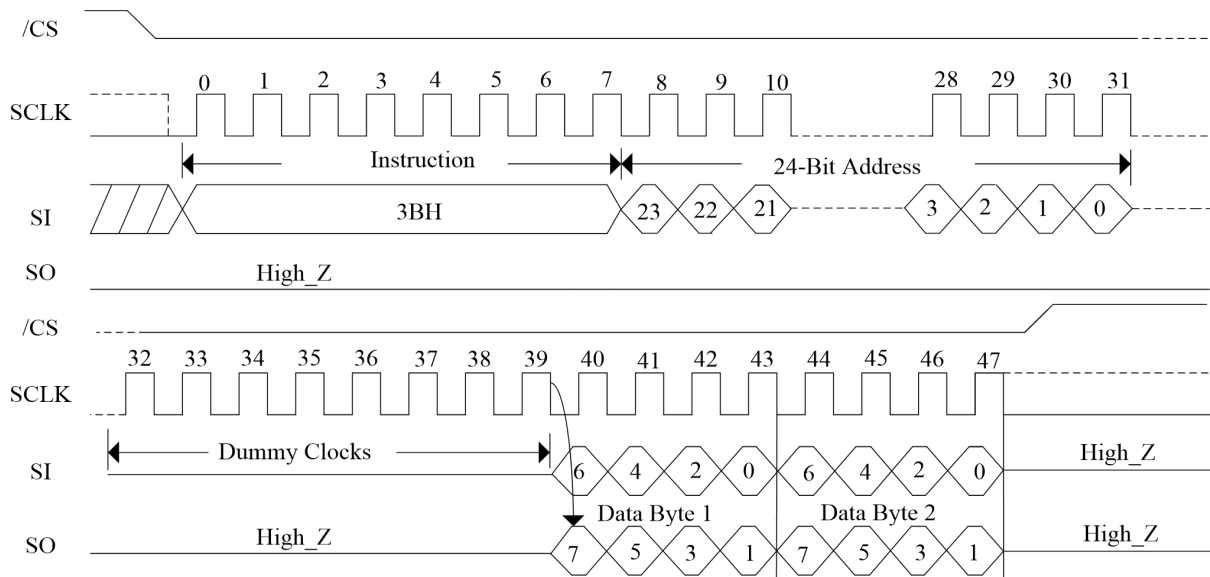 /CS
0 1 2 3 4 5 6 7 8 9 10 28 29 30 31
SCLK
Instruction 24-Bit Address
SI 3BH 23 22 21 3 2 1 0
SO High_Z
/CS
32 33 34 35 36 37 38 39 40 41 42 43 44 45 46 47
SCLK
Dummy Clocks
SI 6 4 2 0 6 4 2 0 High_Z
Data Byte 1 Data Byte 2
SO High_Z 7 5 3 1 7 5 3 1 High_Z